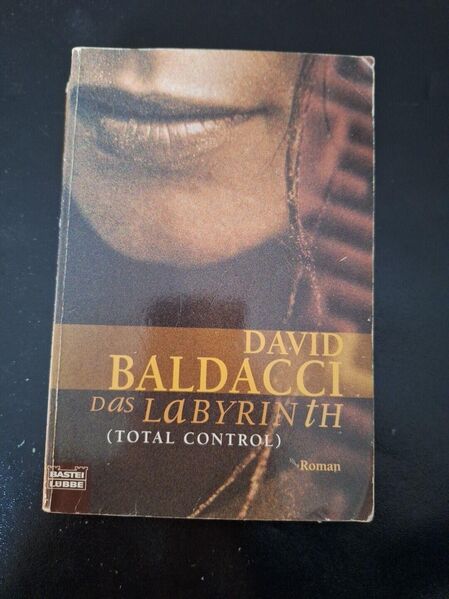 DAVID
BALDACCI
Das LaBYRINtH
(TOTAL CONTROL)
Roman
BASTEI
LÜBBE